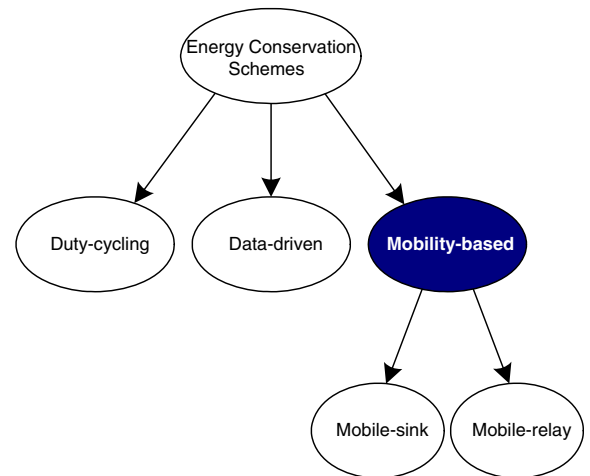 Energy Conservation
Schemes
Duty-cycling
Data-driven
Mobility-based
Mobile-sink
Mobile-relay